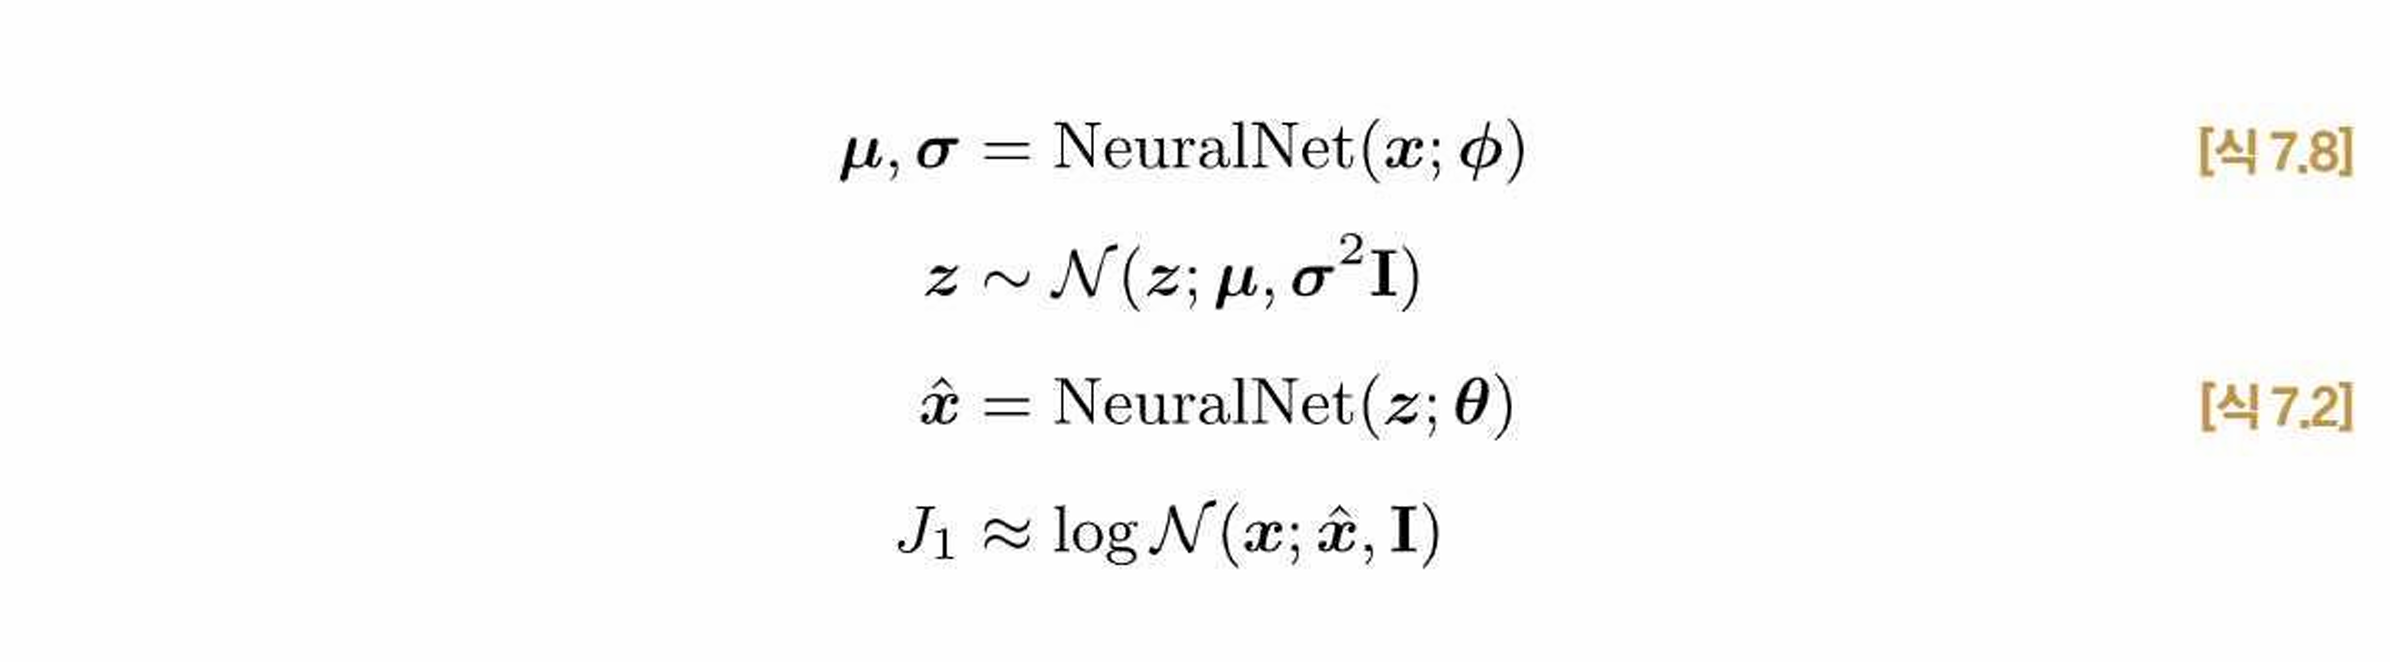 μ, σ = NeuralNet(x; ϕ) [식 7.8]
z ∼ 𝒩(z; μ, σ²I)
x̂ = NeuralNet(z; θ) [식 7.2]
J₁ ≈ log 𝒩(x; x̂, I)